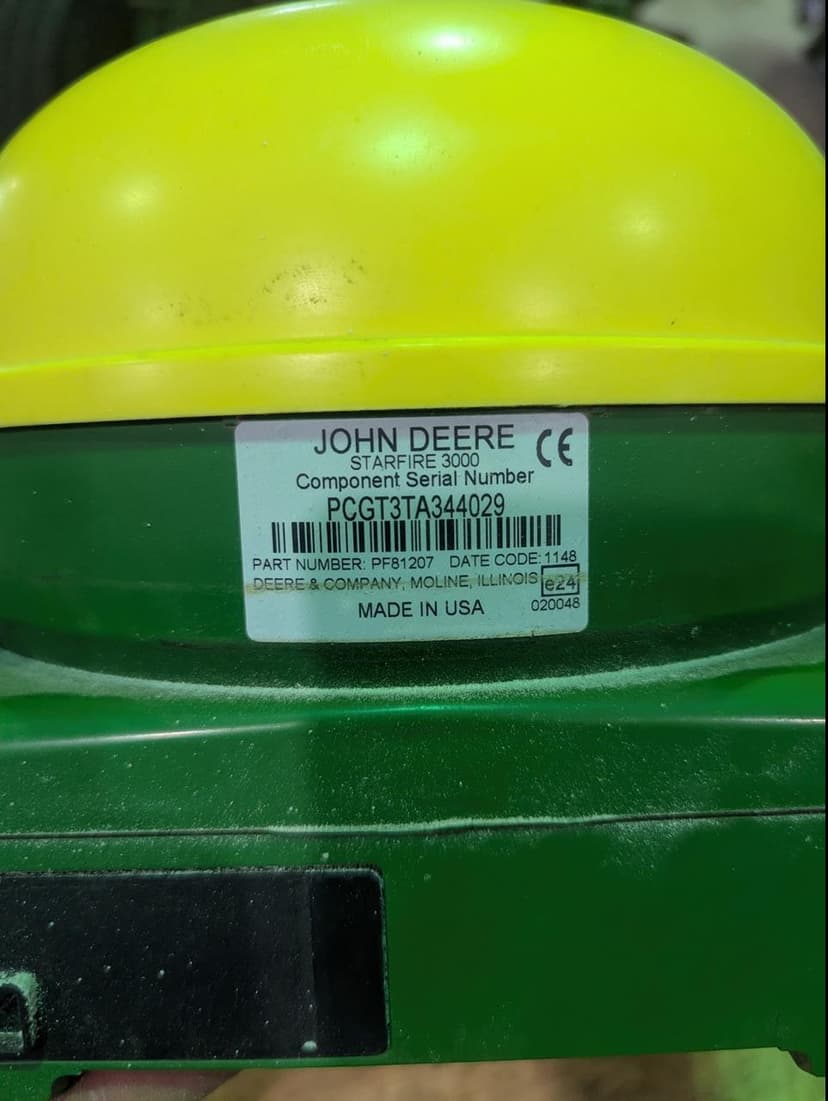 JOHN DEERE CE
STARFIRE 3000
Component Serial Number
PCGT3TA344029
PART NUMBER: PF81207 DATE CODE: 1148
DEERE & COMPANY, MOLINE, ILLINOIS e24
MADE IN USA 020048